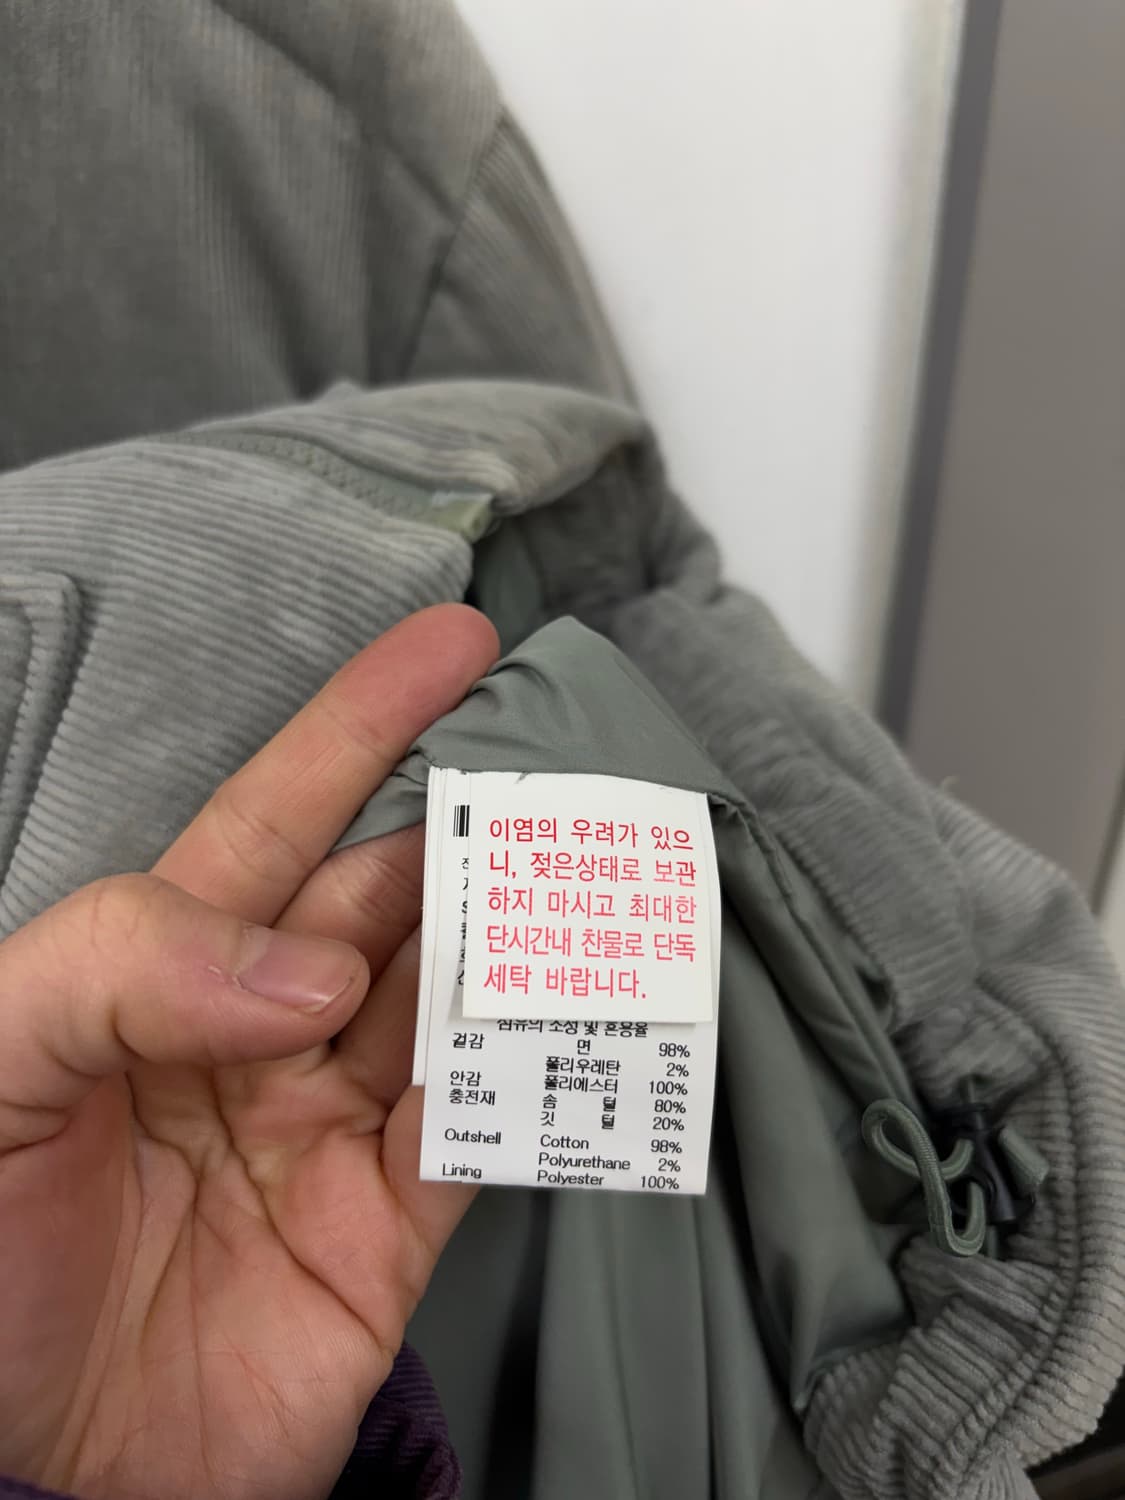 이염의 우려가 있으
니, 젖은상태로 보관
하지 마시고 최대한
단시간내 찬물로 단독
세탁 바랍니다.
섬유의 조성 및 혼용율
겉감 면 98%
폴리우레탄 2%
안감 폴리에스터 100%
충전재 솜 털 80%
깃 털 20%
Outshell Cotton 98%
Polyurethane 2%
Lining Polyester 100%